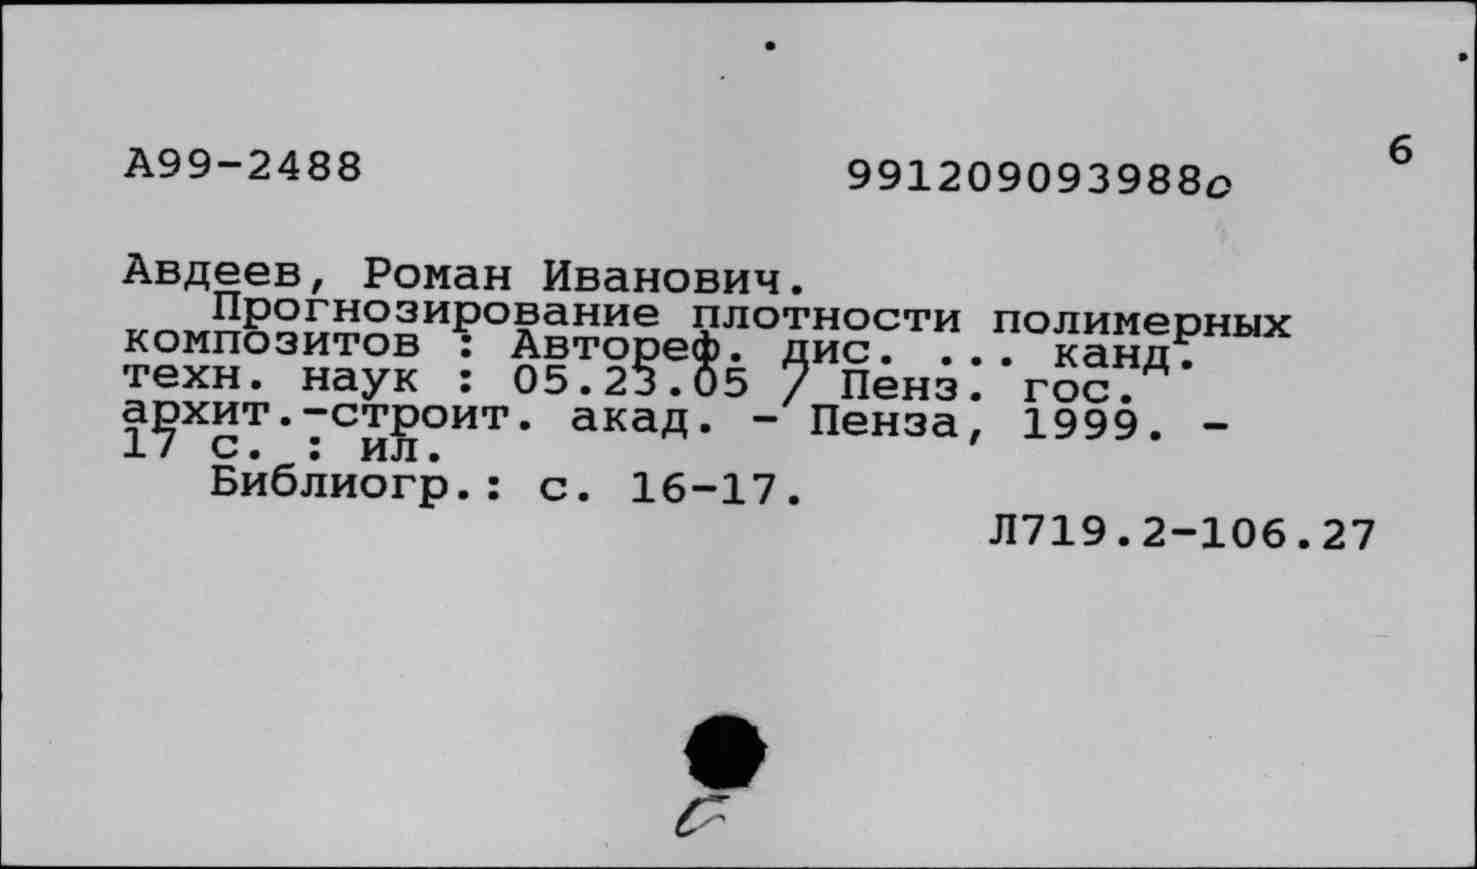 А99-2488
991209093988о
6
Авдеев, Роман Иванович.
Прогнозирование плотности полимерных
композитов : Автореф. дис. ... канд.
техн. наук : 05.23.05 / Пенз. гос.
архит.-строит. акад. - Пенза, 1999. -
17 с. : ил.
Библиогр.: с. 16-17.
Л719.2-106.27